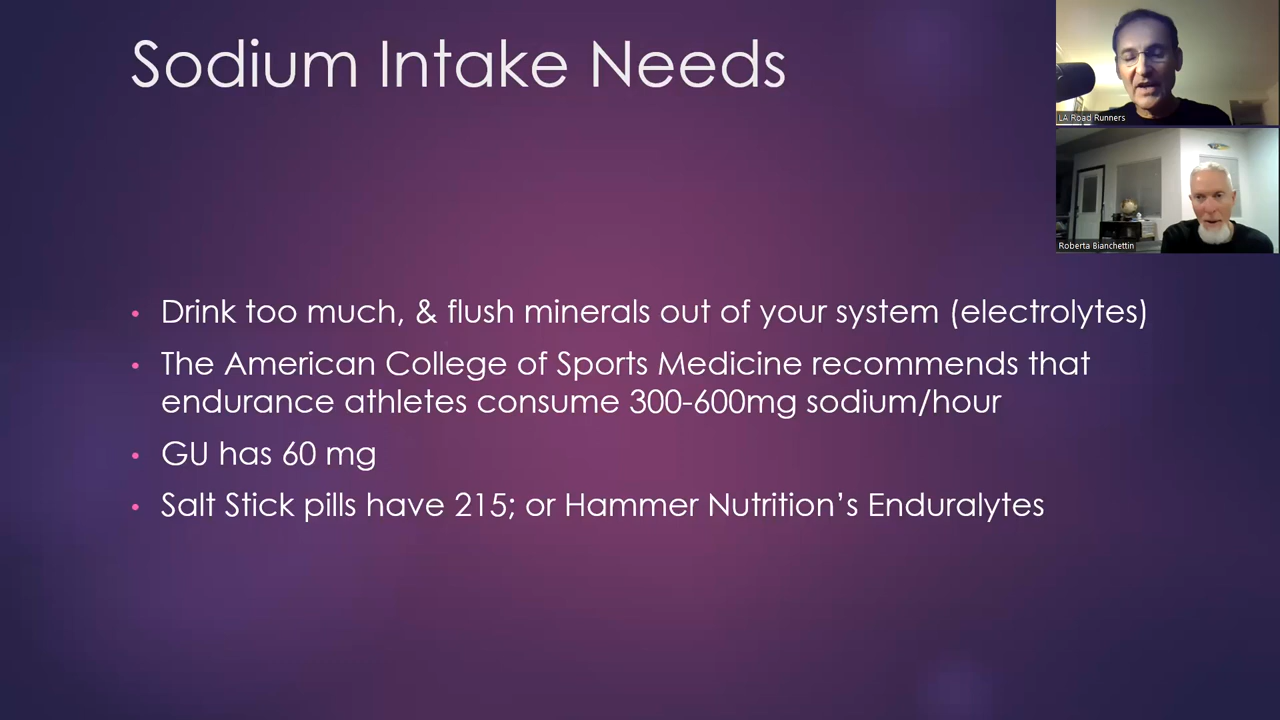 Sodium Intake Needs
LA Road Runners
Roberta Bianchettin
• Drink too much, & flush minerals out of your system (electrolytes)
• The American College of Sports Medicine recommends that
endurance athletes consume 300-600mg sodium/hour
• GU has 60 mg
• Salt Stick pills have 215; or Hammer Nutrition’s Enduralytes